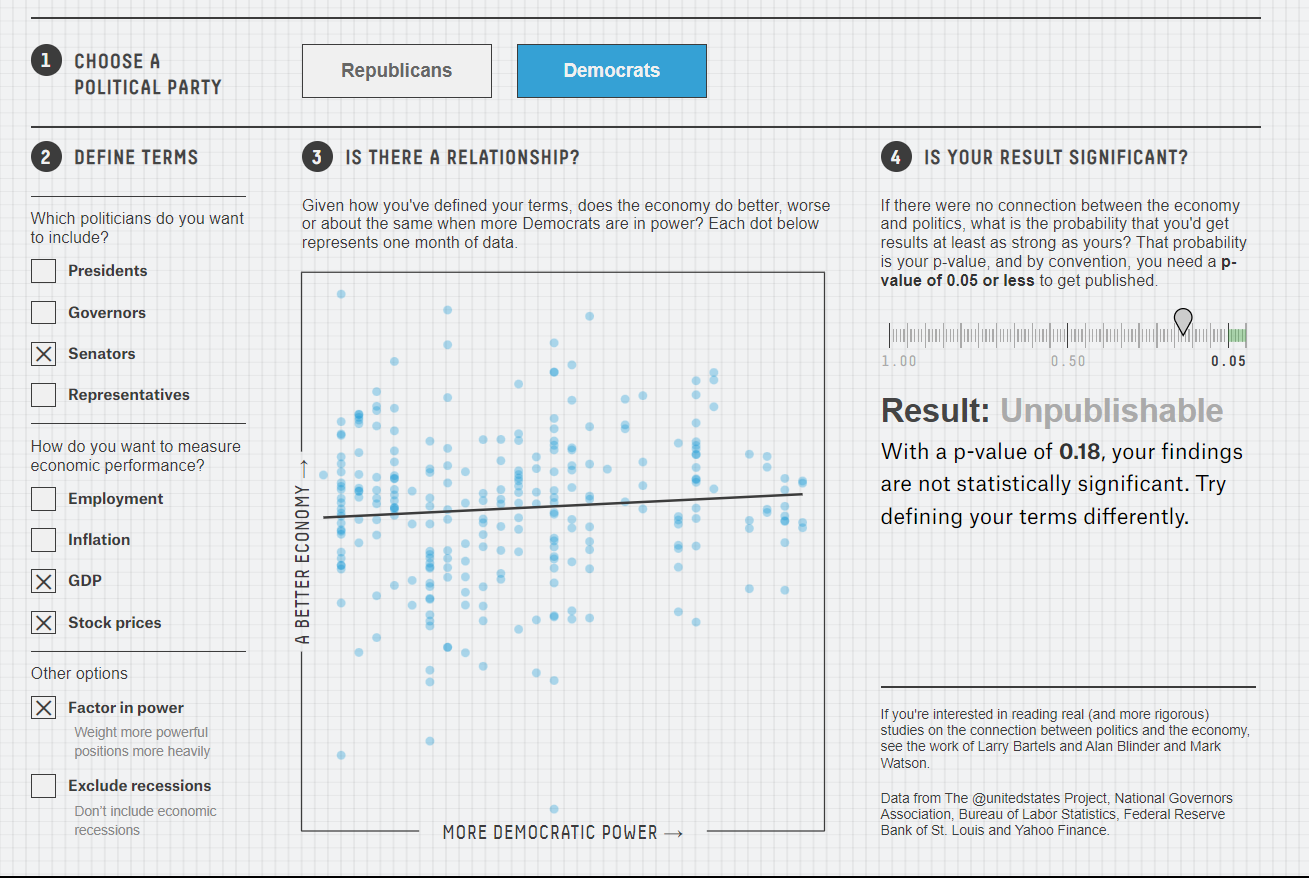 1 CHOOSE A
POLITICAL PARTY
Republicans
Democrats
2 DEFINE TERMS
Which politicians do you want
to include?
Presidents
Governors
Senators
Representatives
How do you want to measure
economic performance?
Employment
Inflation
GDP
Stock prices
Other options
Factor in power
Weight more powerful
positions more heavily
Exclude recessions
Don't include economic
recessions
3 IS THERE A RELATIONSHIP?
Given how you've defined your terms, does the economy do better, worse
or about the same when more Democrats are in power? Each dot below
represents one month of data.
A BETTER ECONOMY →
MORE DEMOCRATIC POWER →
4 IS YOUR RESULT SIGNIFICANT?
If there were no connection between the economy
and politics, what is the probability that you'd get
results at least as strong as yours? That probability
is your p-value, and by convention, you need a p-
value of 0.05 or less to get published.
1.00 0.50 0.05
Result: Unpublishable
With a p-value of 0.18, your findings
are not statistically significant. Try
defining your terms differently.
If you're interested in reading real (and more rigorous)
studies on the connection between politics and the economy,
see the work of Larry Bartels and Alan Blinder and Mark
Watson.
Data from The @unitedstates Project, National Governors
Association, Bureau of Labor Statistics, Federal Reserve
Bank of St. Louis and Yahoo Finance.